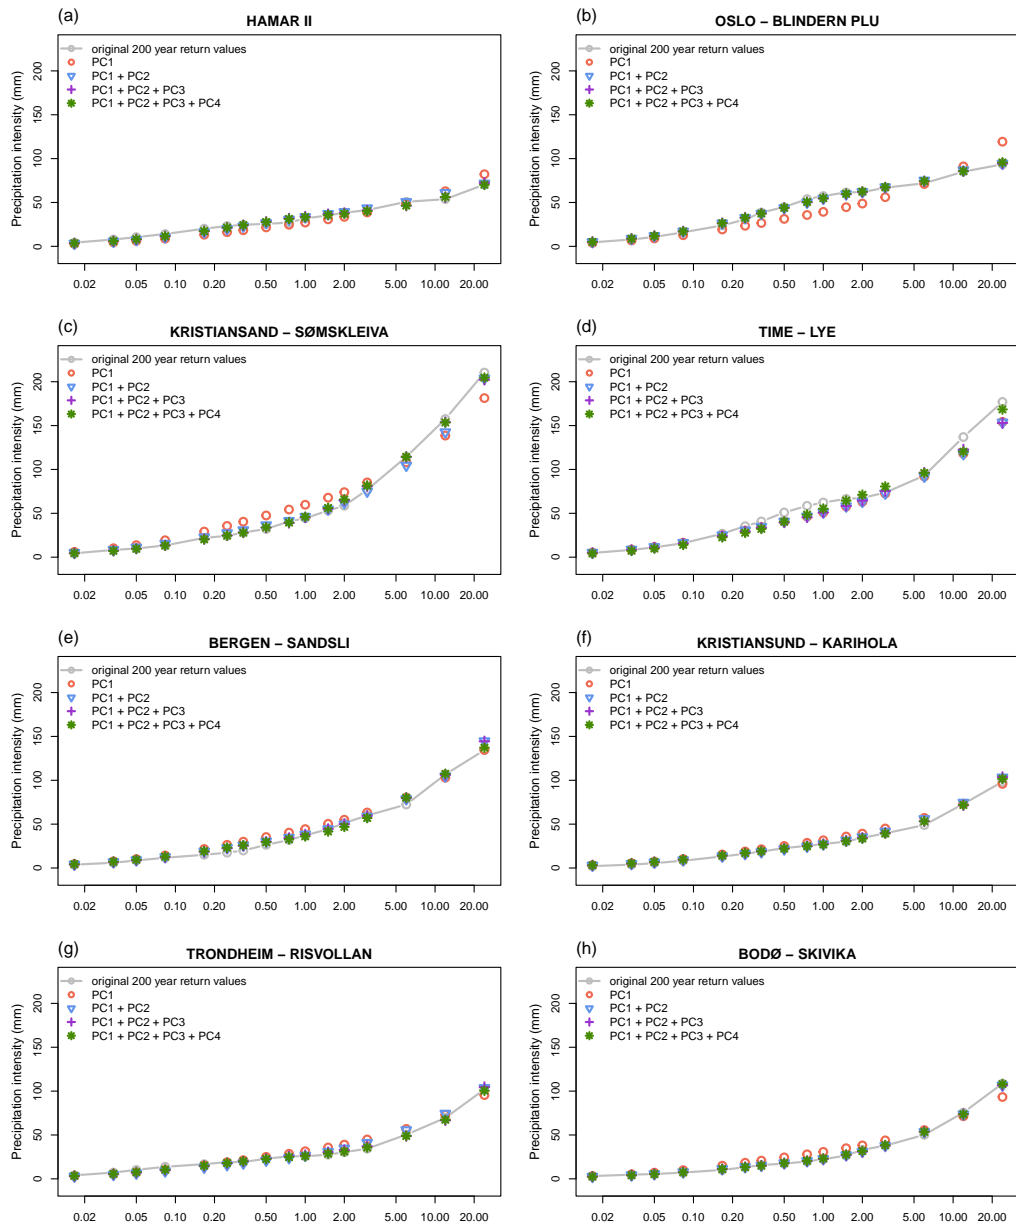 (a)
HAMAR II
original 200 year return values
PC1
PC1 + PC2
PC1 + PC2 + PC3
PC1 + PC2 + PC3 + PC4
Precipitation intensity (mm)
0 50 100 150 200
0.02 0.05 0.10 0.20 0.50 1.00 2.00 5.00 10.00 20.00
(b)
OSLO – BLINDERN PLU
original 200 year return values
PC1
PC1 + PC2
PC1 + PC2 + PC3
PC1 + PC2 + PC3 + PC4
Precipitation intensity (mm)
0 50 100 150 200
0.02 0.05 0.10 0.20 0.50 1.00 2.00 5.00 10.00 20.00
(c)
KRISTIANSAND – SØMSKLEIVA
original 200 year return values
PC1
PC1 + PC2
PC1 + PC2 + PC3
PC1 + PC2 + PC3 + PC4
Precipitation intensity (mm)
0 50 100 150 200
0.02 0.05 0.10 0.20 0.50 1.00 2.00 5.00 10.00 20.00
(d)
TIME – LYE
original 200 year return values
PC1
PC1 + PC2
PC1 + PC2 + PC3
PC1 + PC2 + PC3 + PC4
Precipitation intensity (mm)
0 50 100 150 200
0.02 0.05 0.10 0.20 0.50 1.00 2.00 5.00 10.00 20.00
(e)
BERGEN – SANDSLI
original 200 year return values
PC1
PC1 + PC2
PC1 + PC2 + PC3
PC1 + PC2 + PC3 + PC4
Precipitation intensity (mm)
0 50 100 150 200
0.02 0.05 0.10 0.20 0.50 1.00 2.00 5.00 10.00 20.00
(f)
KRISTIANSUND – KARIHOLA
original 200 year return values
PC1
PC1 + PC2
PC1 + PC2 + PC3
PC1 + PC2 + PC3 + PC4
Precipitation intensity (mm)
0 50 100 150 200
0.02 0.05 0.10 0.20 0.50 1.00 2.00 5.00 10.00 20.00
(g)
TRONDHEIM – RISVOLLAN
original 200 year return values
PC1
PC1 + PC2
PC1 + PC2 + PC3
PC1 + PC2 + PC3 + PC4
Precipitation intensity (mm)
0 50 100 150 200
0.02 0.05 0.10 0.20 0.50 1.00 2.00 5.00 10.00 20.00
(h)
BODØ – SKIVIKA
original 200 year return values
PC1
PC1 + PC2
PC1 + PC2 + PC3
PC1 + PC2 + PC3 + PC4
Precipitation intensity (mm)
0 50 100 150 200
0.02 0.05 0.10 0.20 0.50 1.00 2.00 5.00 10.00 20.00